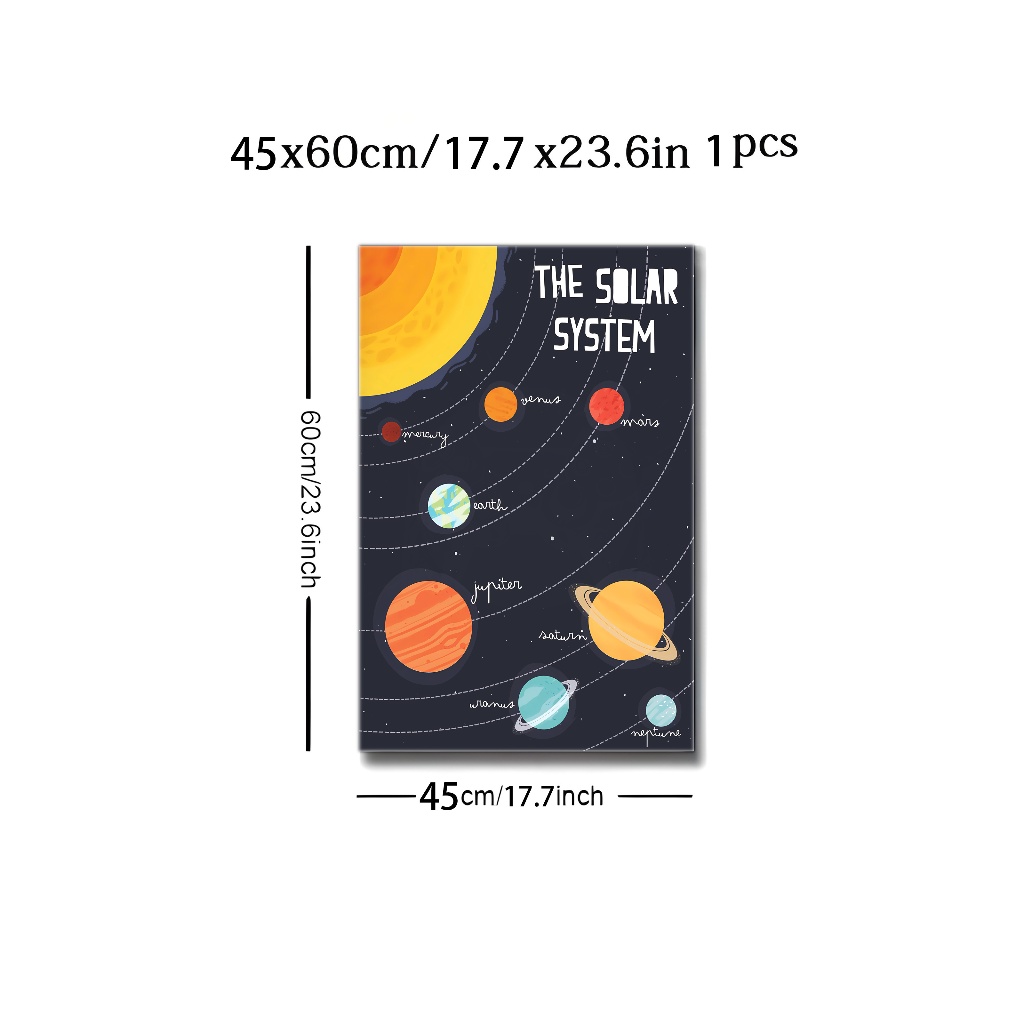 45x60cm/17.7 x23.6in 1pcs
THE SOLAR
SYSTEM
venus
mars
mercury
earth
60cm/23.6inch
jupiter
saturn
uranus
neptune
45cm/17.7inch